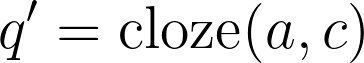 q′ = cloze(a, c)